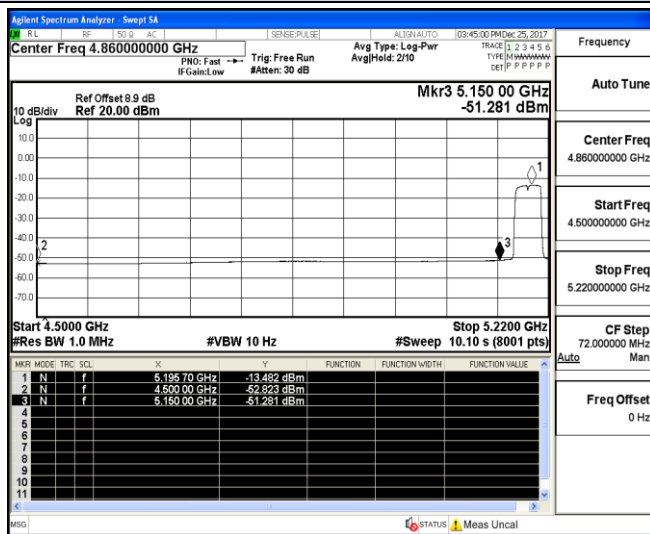 Agilent Spectrum Analyzer - Swept SA
RL RF 50 Ω AC SENSE:PULSE ALIGN AUTO 03:45:00 PM Dec 25, 2017
Center Freq 4.860000000 GHz
PNO: Fast
IFGain:Low
Trig: Free Run
#Atten: 30 dB
Avg Type: Log-Pwr
Avg|Hold: 2/10
TRACE 1 2 3 4 5 6
TYPE M
DET P P P P P P
Mkr3 5.150 00 GHz
-51.281 dBm
Ref Offset 8.9 dB
10 dB/div Ref 20.00 dBm
Log
10.0
0.00
-10.0
-20.0
-30.0
-40.0
-50.0
-60.0
-70.0
1
2
3
Start 4.5000 GHz Stop 5.2200 GHz
#Res BW 1.0 MHz #VBW 10 Hz #Sweep 10.10 s (8001 pts)
MKR MODE TRC SCL X Y FUNCTION FUNCTION WIDTH FUNCTION VALUE
1 N f 5.195 70 GHz -13.482 dBm
2 N f 4.500 00 GHz -52.823 dBm
3 N f 5.150 00 GHz -51.281 dBm
4
5
6
7
8
9
10
11
MSG STATUS Meas Uncal
Frequency
Auto Tune
Center Freq
4.860000000 GHz
Start Freq
4.500000000 GHz
Stop Freq
5.220000000 GHz
CF Step
72.000000 MHz
Auto Man
Freq Offset
0 Hz